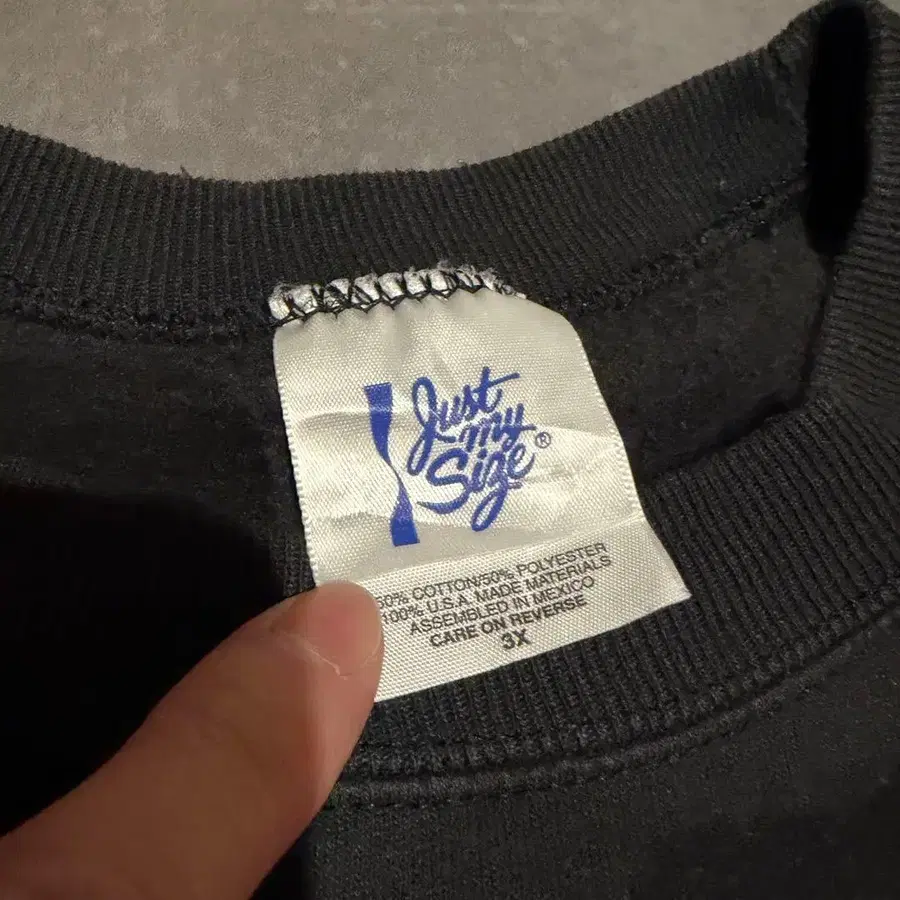 Just
my
Size®
50% COTTON/50% POLYESTER
100% U.S.A. MADE MATERIALS
ASSEMBLED IN MEXICO
CARE ON REVERSE
3X